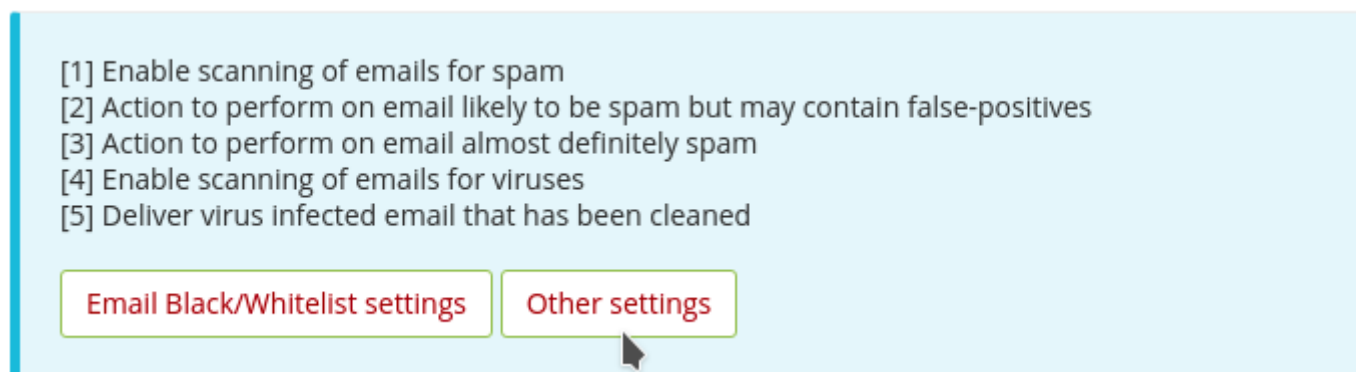 [1] Enable scanning of emails for spam
[2] Action to perform on email likely to be spam but may contain false-positives
[3] Action to perform on email almost definitely spam
[4] Enable scanning of emails for viruses
[5] Deliver virus infected email that has been cleaned
Email Black/Whitelist settings Other settings